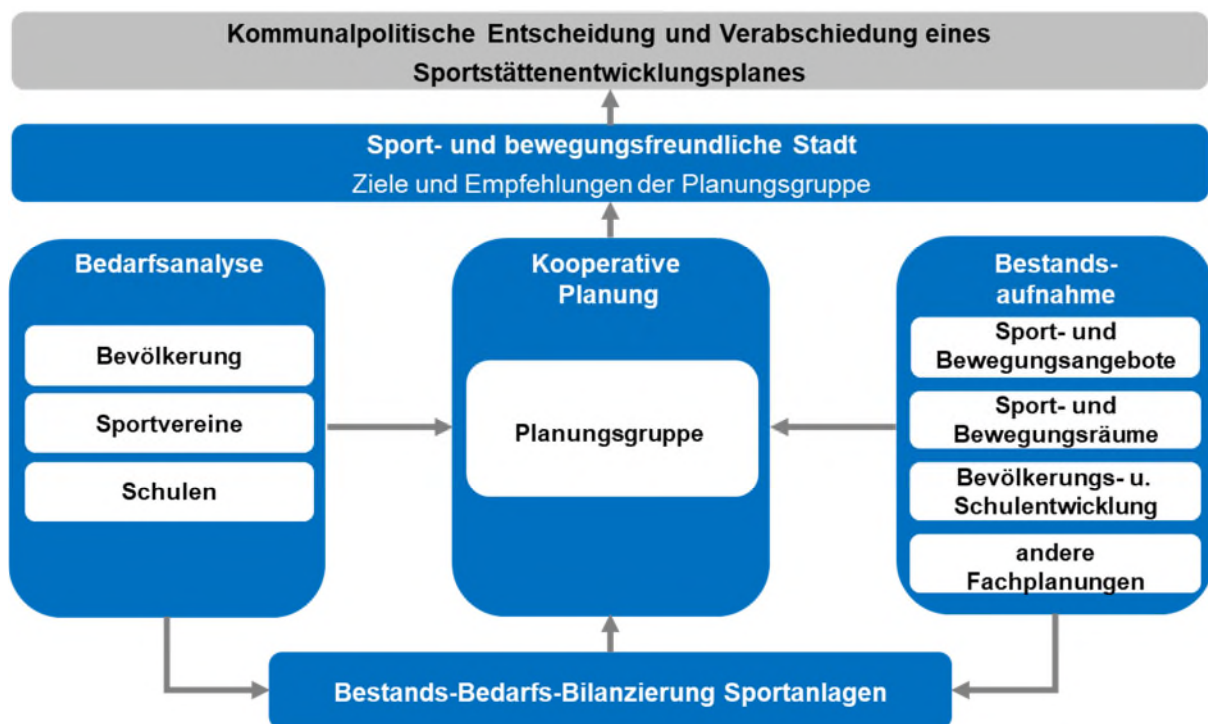 Kommunalpolitische Entscheidung und Verabschiedung eines
Sportstättenentwicklungsplanes
Sport- und bewegungsfreundliche Stadt
Ziele und Empfehlungen der Planungsgruppe
Bedarfsanalyse
Bevölkerung
Sportvereine
Schulen
Kooperative
Planung
Planungsgruppe
Bestands-
aufnahme
Sport- und
Bewegungsangebote
Sport- und
Bewegungsräume
Bevölkerungs- u.
Schulentwicklung
andere
Fachplanungen
Bestands-Bedarfs-Bilanzierung Sportanlagen